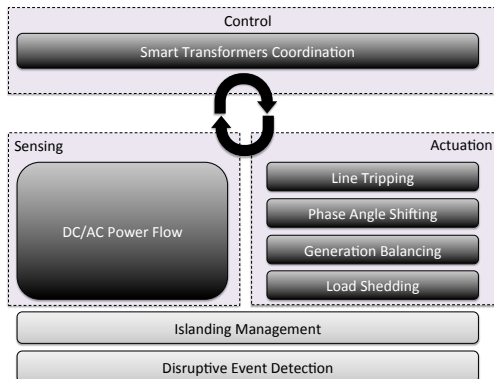 Control
Smart Transformers Coordination
Sensing
Actuation
DC/AC Power Flow
Line Tripping
Phase Angle Shifting
Generation Balancing
Load Shedding
Islanding Management
Disruptive Event Detection